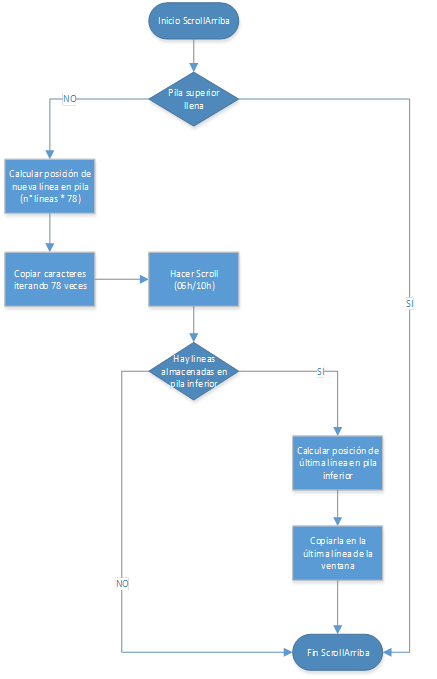 Inicio ScrollArriba
Pila superior
llena
NO
Calcular posición de
nueva línea en pila
(n° líneas * 78)
Copiar caracteres
iterando 78 veces
Hacer Scroll
(06h/10h)
SI
Hay lineas
almacenadas en
pila inferior
SI
Calcular posición de
última línea en pila
inferior
Copiarla en la
última línea de la
ventana
NO
Fin ScrollArriba